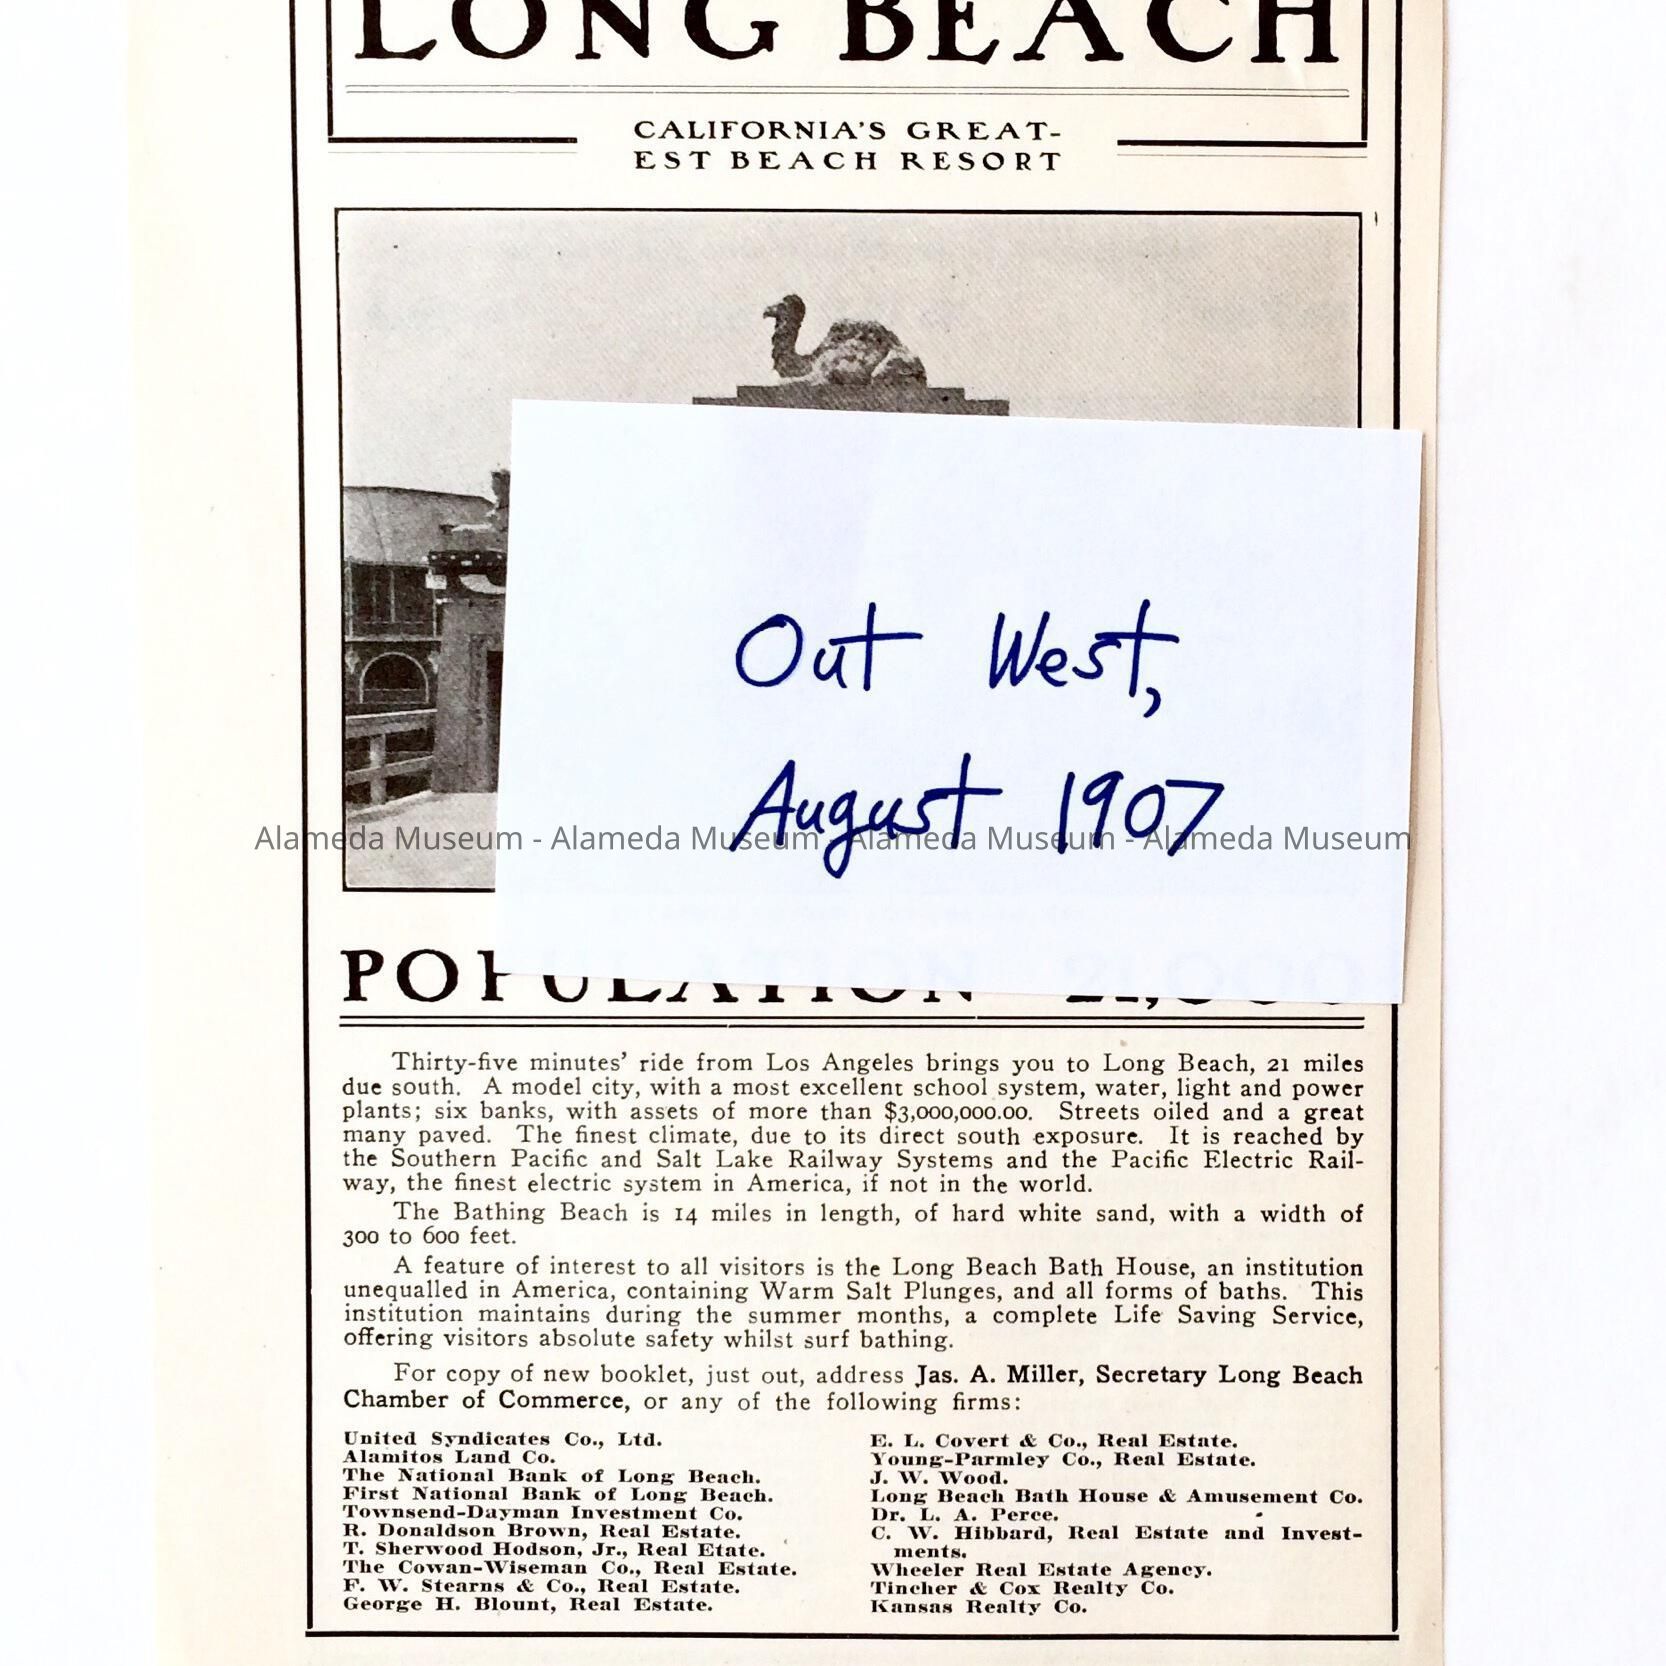 LONG BEACH
CALIFORNIA'S GREAT-
EST BEACH RESORT
Out West,
August 1907
Alameda Museum - Alameda Museum - Alameda Museum - Alameda Museum
POPULATION
Thirty-five minutes' ride from Los Angeles brings you to Long Beach, 21 miles
due south. A model city, with a most excellent school system, water, light and power
plants; six banks, with assets of more than $3,000,000.00. Streets oiled and a great
many paved. The finest climate, due to its direct south exposure. It is reached by
the Southern Pacific and Salt Lake Railway Systems and the Pacific Electric Rail-
way, the finest electric system in America, if not in the world.
The Bathing Beach is 14 miles in length, of hard white sand, with a width of
300 to 600 feet.
A feature of interest to all visitors is the Long Beach Bath House, an institution
unequalled in America, containing Warm Salt Plunges, and all forms of baths. This
institution maintains during the summer months, a complete Life Saving Service,
offering visitors absolute safety whilst surf bathing.
For copy of new booklet, just out, address Jas. A. Miller, Secretary Long Beach
Chamber of Commerce, or any of the following firms:
United Syndicates Co., Ltd.
Alamitos Land Co.
The National Bank of Long Beach.
First National Bank of Long Beach.
Townsend-Dayman Investment Co.
R. Donaldson Brown, Real Estate.
T. Sherwood Hodson, Jr., Real Etate.
The Cowan-Wiseman Co., Real Estate.
F. W. Stearns & Co., Real Estate.
George H. Blount, Real Estate.
E. L. Covert & Co., Real Estate.
Young-Parmley Co., Real Estate.
J. W. Wood.
Long Beach Bath House & Amusement Co.
Dr. L. A. Perce.
C. W. Hibbard, Real Estate and Invest-
ments.
Wheeler Real Estate Agency.
Tincher & Cox Realty Co.
Kansas Realty Co.